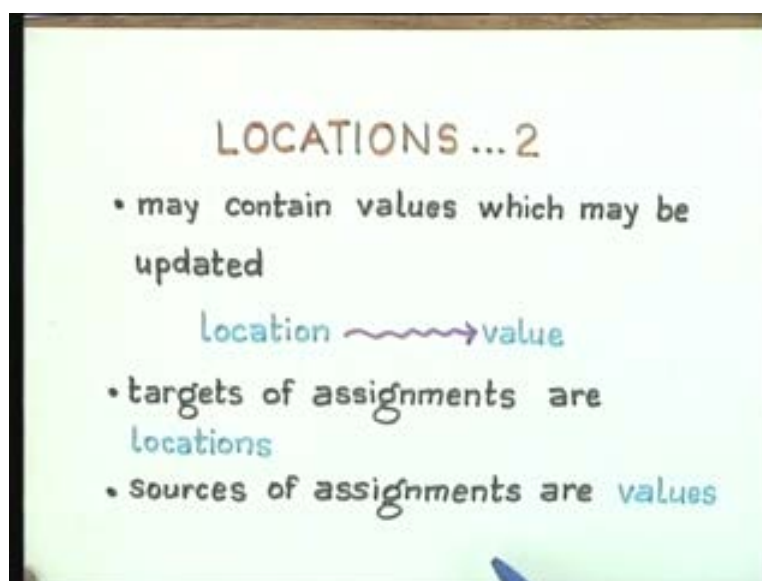 LOCATIONS...2
• may contain values which may be
updated
location → value
• targets of assignments are
locations
• sources of assignments are values